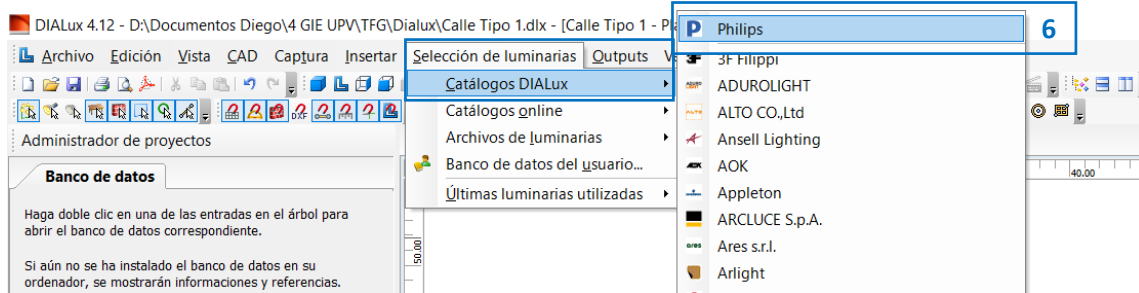 DIALux 4.12 - D:\Documentos Diego\4 GIE UPV\TFG\Dialux\Calle Tipo 1.dlx - [Calle Tipo 1 - Pl
Archivo Edición Vista CAD Captura Insertar Selección de luminarias Outputs V
Catálogos DIALux
Catálogos online
Archivos de luminarias
Banco de datos del usuario...
Últimas luminarias utilizadas
Philips
6
3F Filippi
ADUROLIGHT
ALTO CO.,Ltd
Ansell Lighting
AOK
Appleton
ARCLUCE S.p.A.
Ares s.r.l.
Arlight
Administrador de proyectos
Banco de datos
Haga doble clic en una de las entradas en el árbol para
abrir el banco de datos correspondiente.
Si aún no se ha instalado el banco de datos en su
ordenador, se mostrarán informaciones y referencias.
50.00
40.00